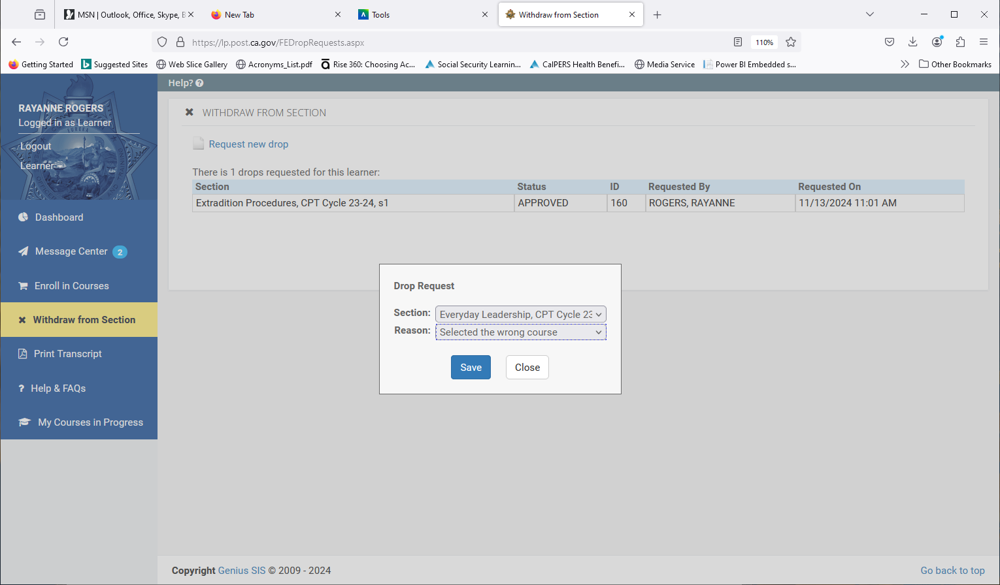 MSN | Outlook, Office, Skype, B
New Tab
Tools
Withdraw from Section
https://lp.post.ca.gov/FEDropRequests.aspx
110%
Getting Started
Suggested Sites
Web Slice Gallery
Acronyms_List.pdf
Rise 360: Choosing Ac...
Social Security Learnin...
CalPERS Health Benefi...
Media Service
Power BI Embedded s...
Other Bookmarks
RAYANNE ROGERS
Logged in as Learner
EUREKA
Logout
Learner
Dashboard
Message Center 2
Enroll in Courses
Withdraw from Section
Print Transcript
? Help & FAQs
My Courses in Progress
Help? ?
WITHDRAW FROM SECTION
Request new drop
There is 1 drops requested for this learner:
Section Status ID Requested By Requested On
Extradition Procedures, CPT Cycle 23-24, s1 APPROVED 160 ROGERS, RAYANNE 11/13/2024 11:01 AM
Drop Request
Section: Everyday Leadership, CPT Cycle 23
Reason: Selected the wrong course
Save Close
Copyright Genius SIS © 2009 - 2024
Go back to top